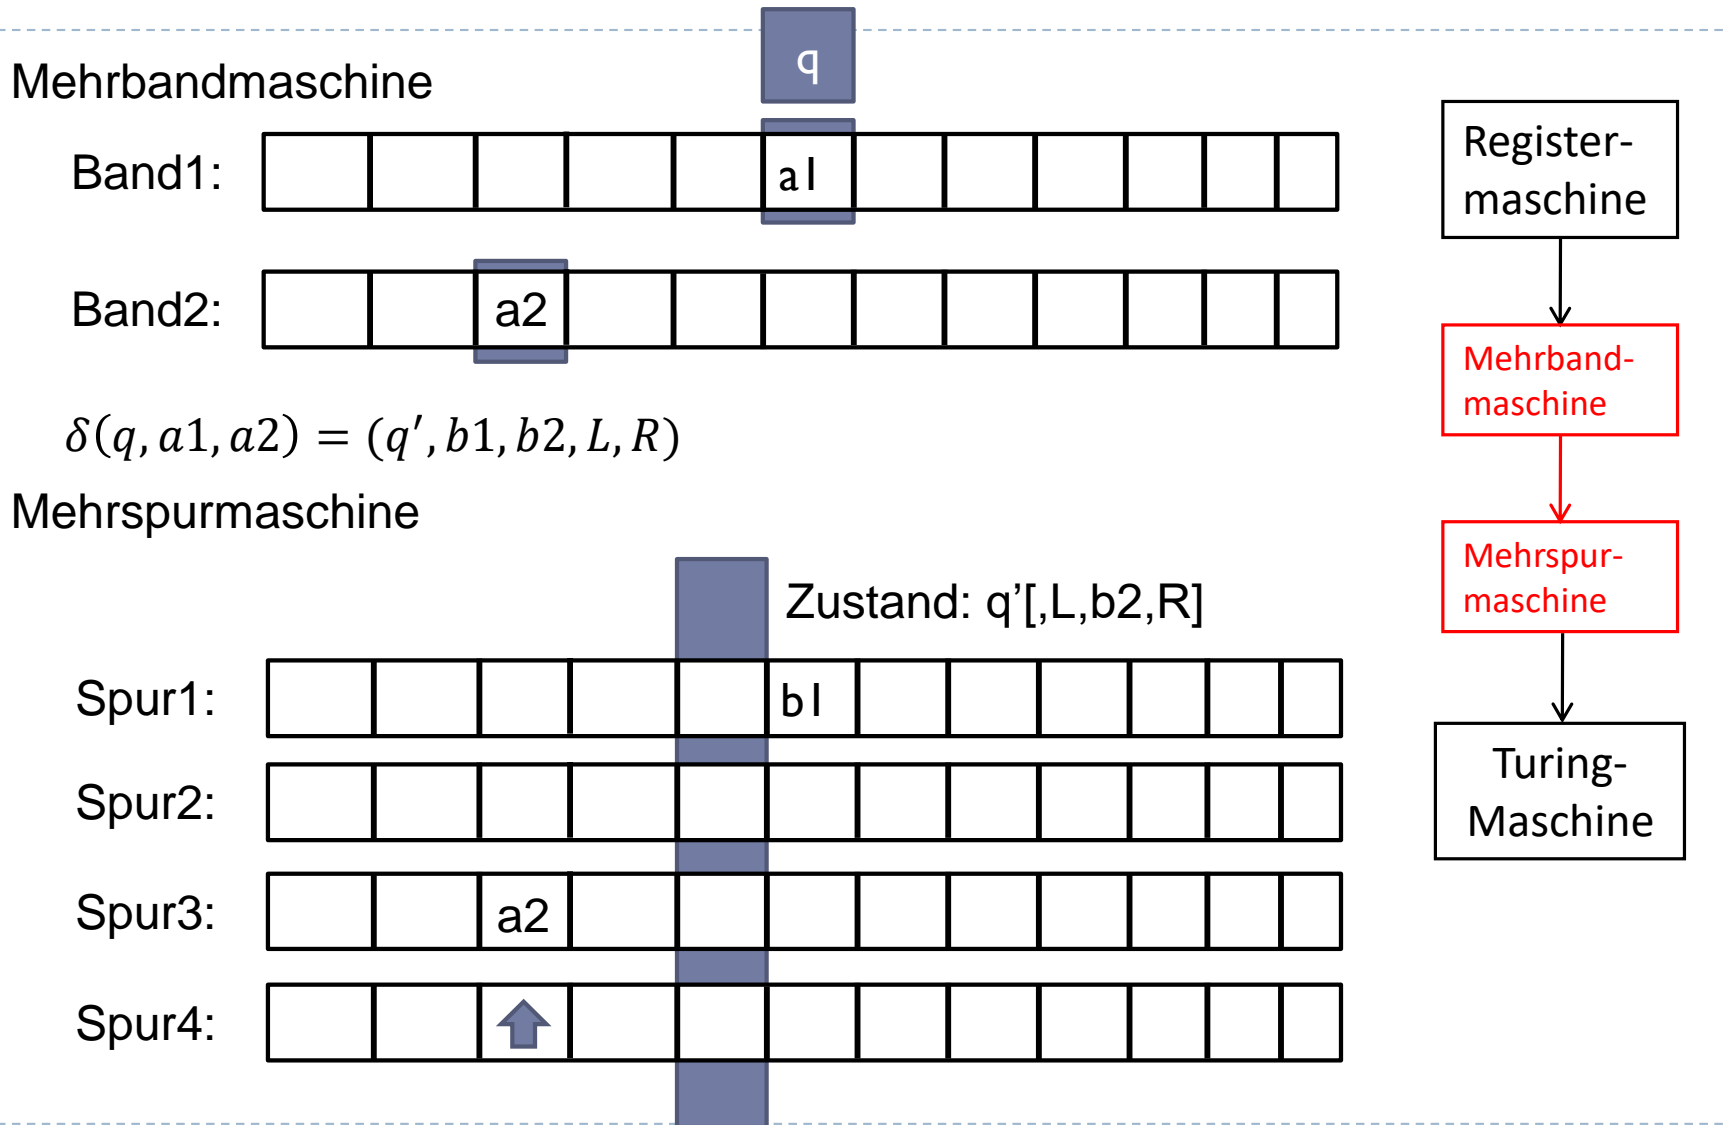 q
Mehrbandmaschine
Band1:
a1
Band2:
a2
δ(q, a1, a2) = (q′, b1, b2, L, R)
Mehrspurmaschine
Zustand: q’[,L,b2,R]
Spur1:
b1
Spur2:
Spur3:
a2
Spur4:
Register-
maschine
Mehrband-
maschine
Mehrspur-
maschine
Turing-
Maschine